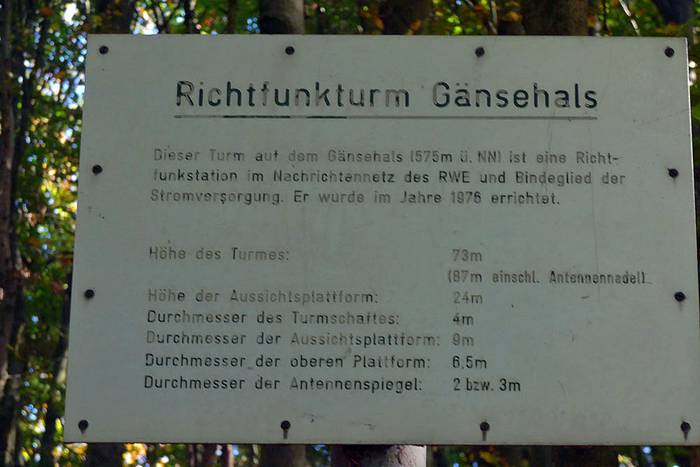 Richtfunkturm Gänsehals
Dieser Turm auf dem Gänsehals (575m ü. NN) ist eine Richt-
funkstation im Nachrichtennetz des RWE und Bindeglied der
Stromversorgung. Er wurde im Jahre 1976 errichtet.
Höhe des Turmes: 73m
(87m einschl. Antennennadel)
Höhe der Aussichtsplattform: 24m
Durchmesser des Turmschaftes: 4m
Durchmesser der Aussichtsplattform: 9m
Durchmesser der oberen Plattform: 6,5m
Durchmesser der Antennenspiegel: 2 bzw. 3m